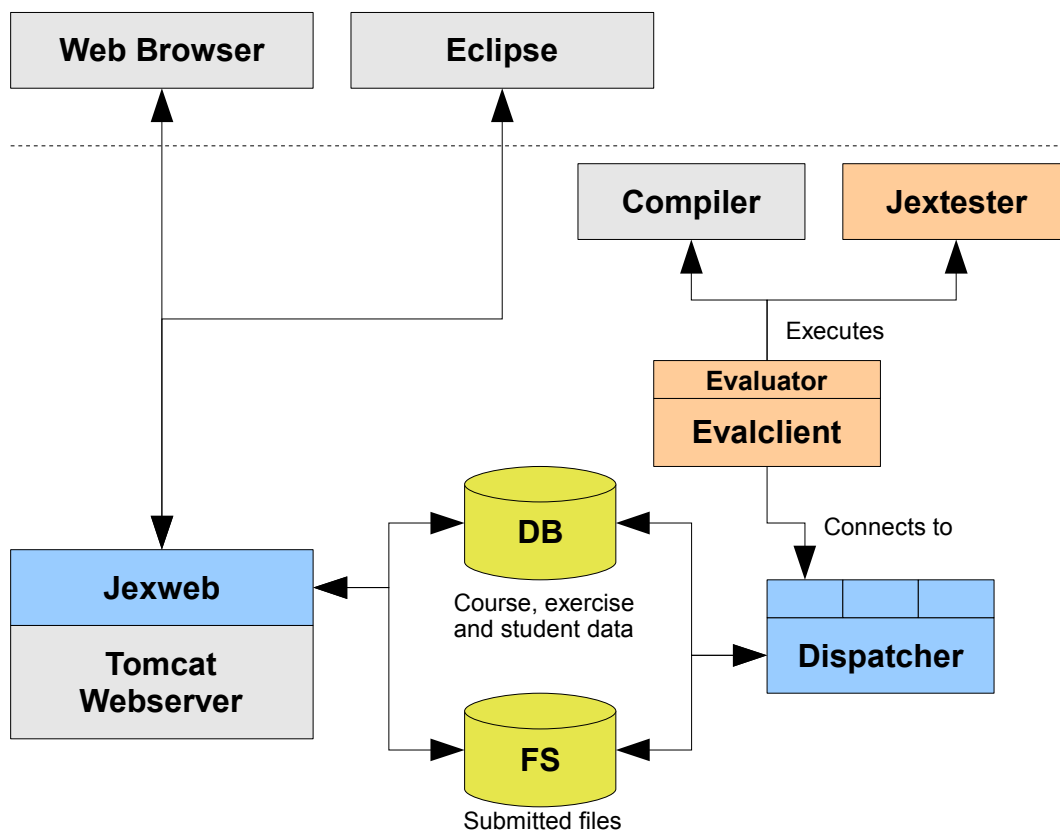 Web Browser
Eclipse
Compiler
Jextester
Executes
Evaluator
Evalclient
Connects to
DB
Course, exercise
and student data
Jexweb
Tomcat
Webserver
Dispatcher
FS
Submitted files